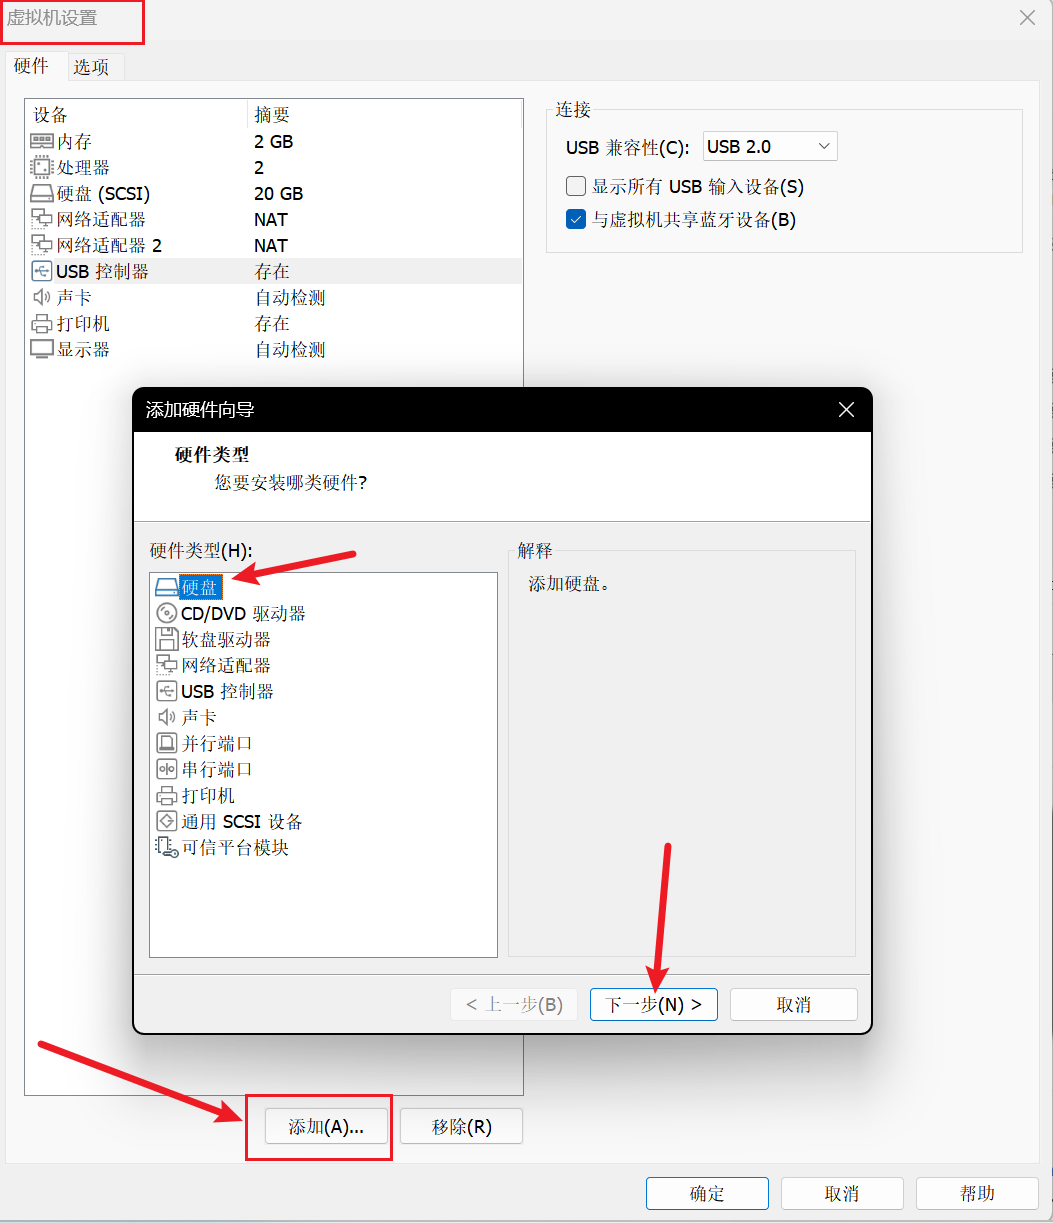 虚拟机设置
硬件 选项
设备 摘要
内存 2 GB
处理器 2
硬盘 (SCSI) 20 GB
网络适配器 NAT
网络适配器 2 NAT
USB 控制器 存在
声卡 自动检测
打印机 存在
显示器 自动检测
连接
USB 兼容性(C): USB 2.0
显示所有 USB 输入设备(S)
与虚拟机共享蓝牙设备(B)
添加硬件向导
硬件类型
您要安装哪类硬件?
硬件类型(H):
硬盘
CD/DVD 驱动器
软盘驱动器
网络适配器
USB 控制器
声卡
并行端口
串行端口
打印机
通用 SCSI 设备
可信平台模块
解释
添加硬盘。
< 上一步(B) 下一步(N) > 取消
添加(A)... 移除(R)
确定 取消 帮助